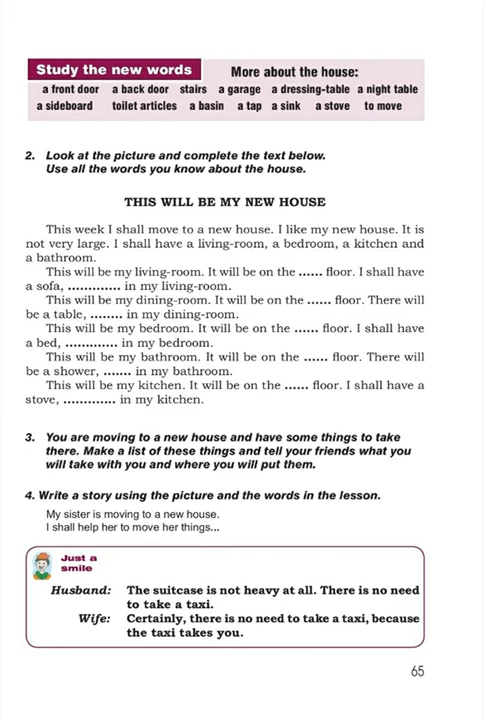 Study the new words
More about the house:
a front door a back door stairs a garage a dressing-table a night table
a sideboard toilet articles a basin a tap a sink a stove to move
2. Look at the picture and complete the text below.
Use all the words you know about the house.
THIS WILL BE MY NEW HOUSE
This week I shall move to a new house. I like my new house. It is
not very large. I shall have a living-room, a bedroom, a kitchen and
a bathroom.
This will be my living-room. It will be on the ...... floor. I shall have
a sofa, ............. in my living-room.
This will be my dining-room. It will be on the ...... floor. There will
be a table, ........ in my dining-room.
This will be my bedroom. It will be on the ...... floor. I shall have
a bed, ............. in my bedroom.
This will be my bathroom. It will be on the ...... floor. There will
be a shower, ....... in my bathroom.
This will be my kitchen. It will be on the ...... floor. I shall have a
stove, ............. in my kitchen.
3. You are moving to a new house and have some things to take
there. Make a list of these things and tell your friends what you
will take with you and where you will put them.
4. Write a story using the picture and the words in the lesson.
My sister is moving to a new house.
I shall help her to move her things...
Just a
smile
Husband: The suitcase is not heavy at all. There is no need
to take a taxi.
Wife: Certainly, there is no need to take a taxi, because
the taxi takes you.
65